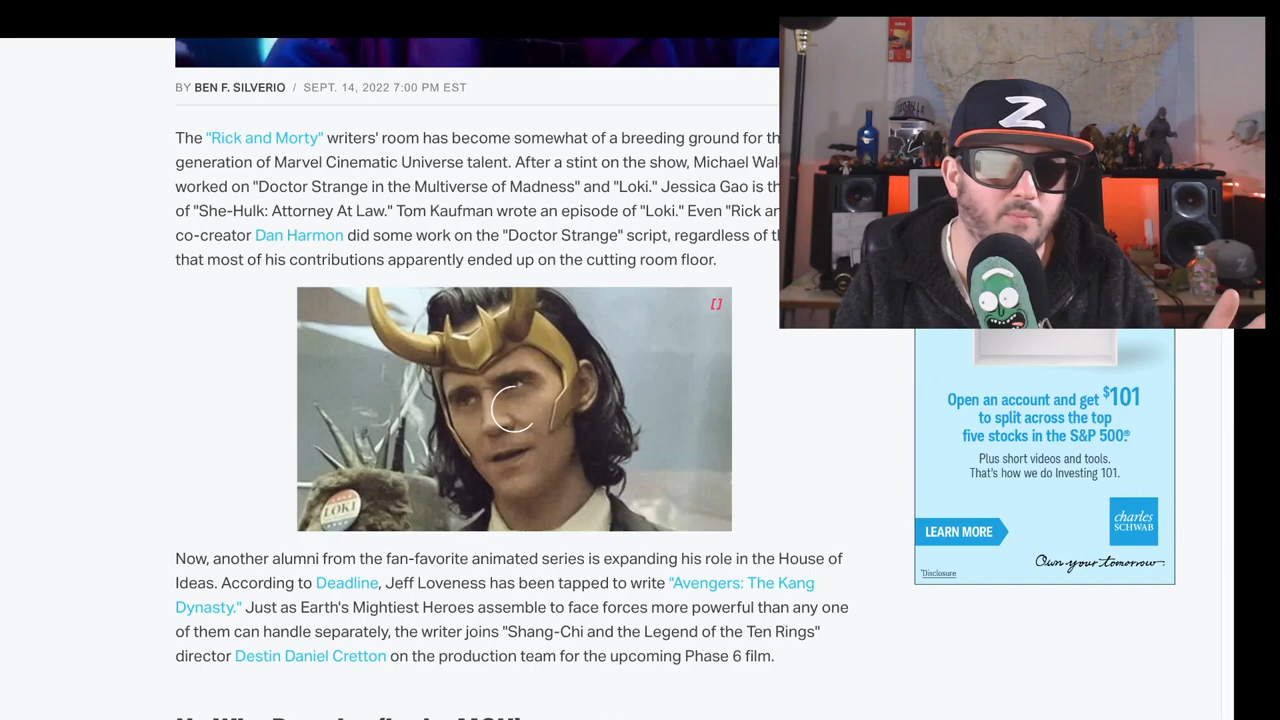 BY BEN F. SILVERIO / SEPT. 14, 2022 7:00 PM EST
The "Rick and Morty" writers' room has become somewhat of a breeding ground for
generation of Marvel Cinematic Universe talent. After a stint on the show, Michael
worked on "Doctor Strange in the Multiverse of Madness" and "Loki." Jessica Gao is
of "She-Hulk: Attorney At Law." Tom Kaufman wrote an episode of "Loki." Even "Rick
co-creator Dan Harmon did some work on the "Doctor Strange" script, regardless of
that most of his contributions apparently ended up on the cutting room floor.
[]
LOKI
Now, another alumni from the fan-favorite animated series is expanding his role in the House of
Ideas. According to Deadline, Jeff Loveness has been tapped to write "Avengers: The Kang
Dynasty." Just as Earth's Mightiest Heroes assemble to face forces more powerful than any one
of them can handle separately, the writer joins "Shang-Chi and the Legend of the Ten Rings"
director Destin Daniel Cretton on the production team for the upcoming Phase 6 film.
Z
Open an account and get $101
to split across the top
five stocks in the S&P 500®.
Plus short videos and tools.
That's how we do Investing 101.
charles
SCHWAB
LEARN MORE
Own your tomorrow.
*Disclosure